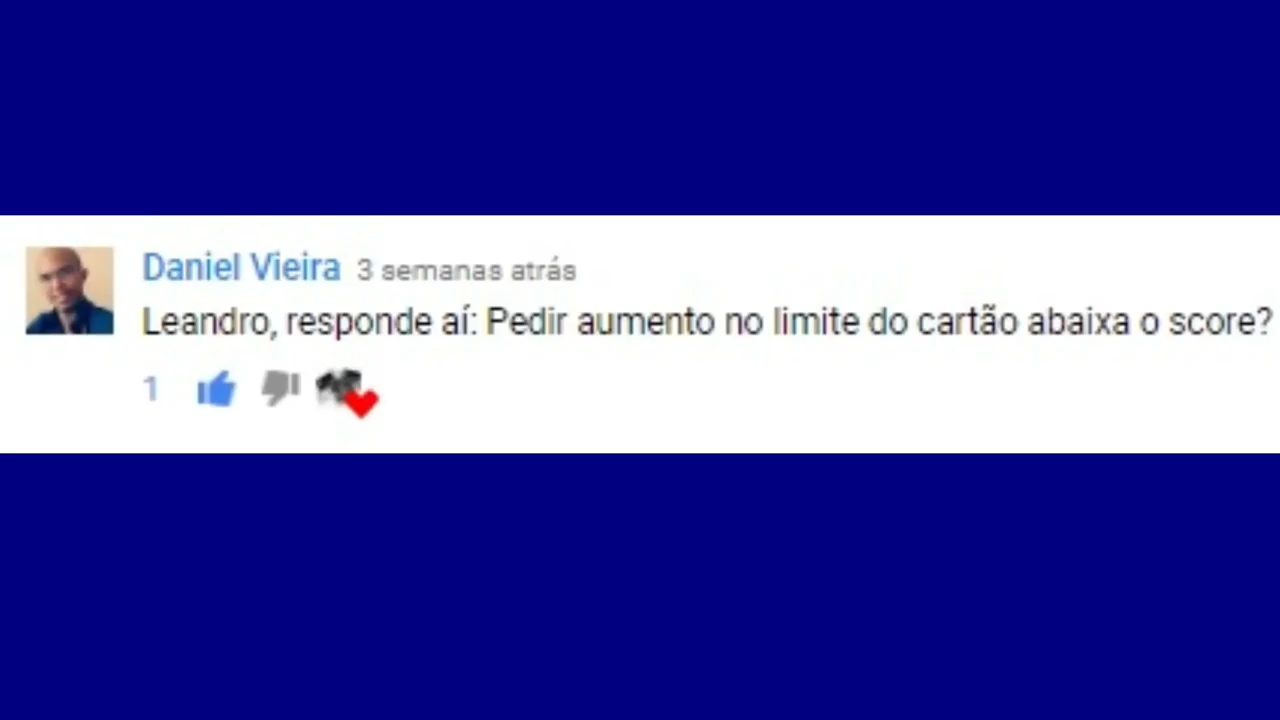 Daniel Vieira 3 semanas atrás
Leandro, responde aí: Pedir aumento no limite do cartão abaixa o score?
1